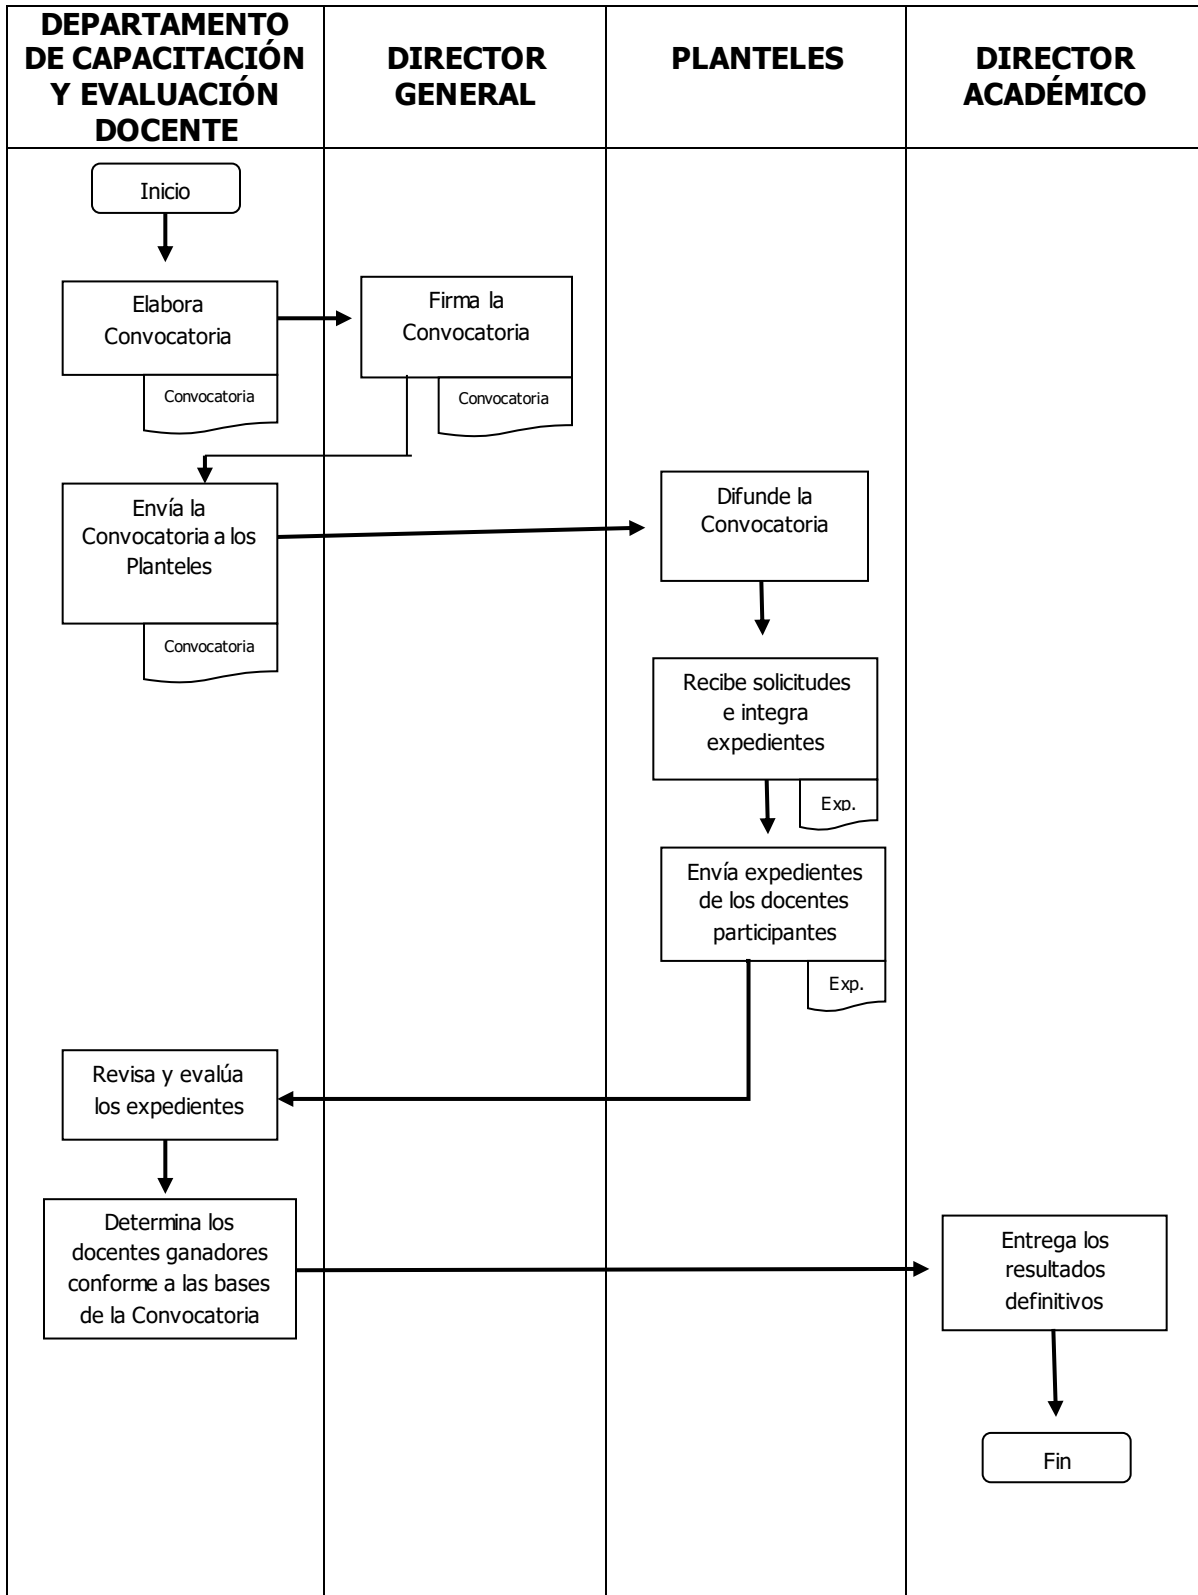 DEPARTAMENTO
DE CAPACITACIÓN
Y EVALUACIÓN
DOCENTE
DIRECTOR
GENERAL
PLANTELES
DIRECTOR
ACADÉMICO
Inicio
Elabora
Convocatoria
Convocatoria
Firma la
Convocatoria
Convocatoria
Envía la
Convocatoria a los
Planteles
Convocatoria
Difunde la
Convocatoria
Recibe solicitudes
e integra
expedientes
Exp.
Envía expedientes
de los docentes
participantes
Exp.
Revisa y evalúa
los expedientes
Determina los
docentes ganadores
conforme a las bases
de la Convocatoria
Entrega los
resultados
definitivos
Fin